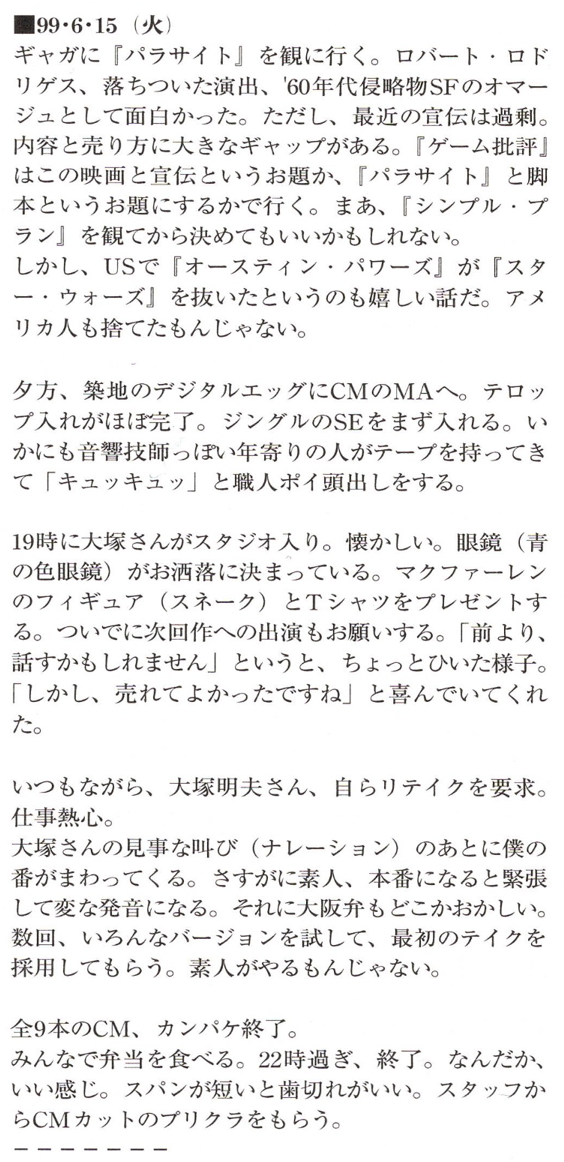 ■99・6・15（火）
ギャガに『パラサイト』を観に行く。ロバート・ロド
リゲス、落ちついた演出、'60年代侵略物SFのオマー
ジュとして面白かった。ただし、最近の宣伝は過剰。
内容と売り方に大きなギャップがある。『ゲーム批評』
はこの映画と宣伝というお題か、『パラサイト』と脚
本というお題にするかで行く。まあ、『シンプル・プ
ラン』を観てから決めてもいいかもしれない。
しかし、USで『オースティン・パワーズ』が『スタ
ー・ウォーズ』を抜いたというのも嬉しい話だ。アメ
リカ人も捨てたもんじゃない。
夕方、築地のデジタルエッグにCMのMAへ。テロッ
プ入れがほぼ完了。ジングルのSEをまず入れる。い
かにも音響技師っぽい年寄りの人がテープを持ってき
て「キュッキュッ」と職人ポイ頭出しをする。
19時に大塚さんがスタジオ入り。懐かしい。眼鏡（青
の色眼鏡）がお洒落に決まっている。マクファーレン
のフィギュア（スネーク）とTシャツをプレゼントす
る。ついでに次回作への出演もお願いする。「前より、
話すかもしれません」というと、ちょっとひいた様子。
「しかし、売れてよかったですね」と喜んでいてくれ
た。
いつもながら、大塚明夫さん、自らリテイクを要求。
仕事熱心。
大塚さんの見事な叫び（ナレーション）のあとに僕の
番がまわってくる。さすがに素人、本番になると緊張
して変な発音になる。それに大阪弁もどこかおかしい。
数回、いろんなバージョンを試して、最初のテイクを
採用してもらう。素人がやるもんじゃない。
全9本のCM、カンパケ終了。
みんなで弁当を食べる。22時過ぎ、終了。なんだか、
いい感じ。スパンが短いと歯切れがいい。スタッフか
らCMカットのプリクラをもらう。
－－－－－－－